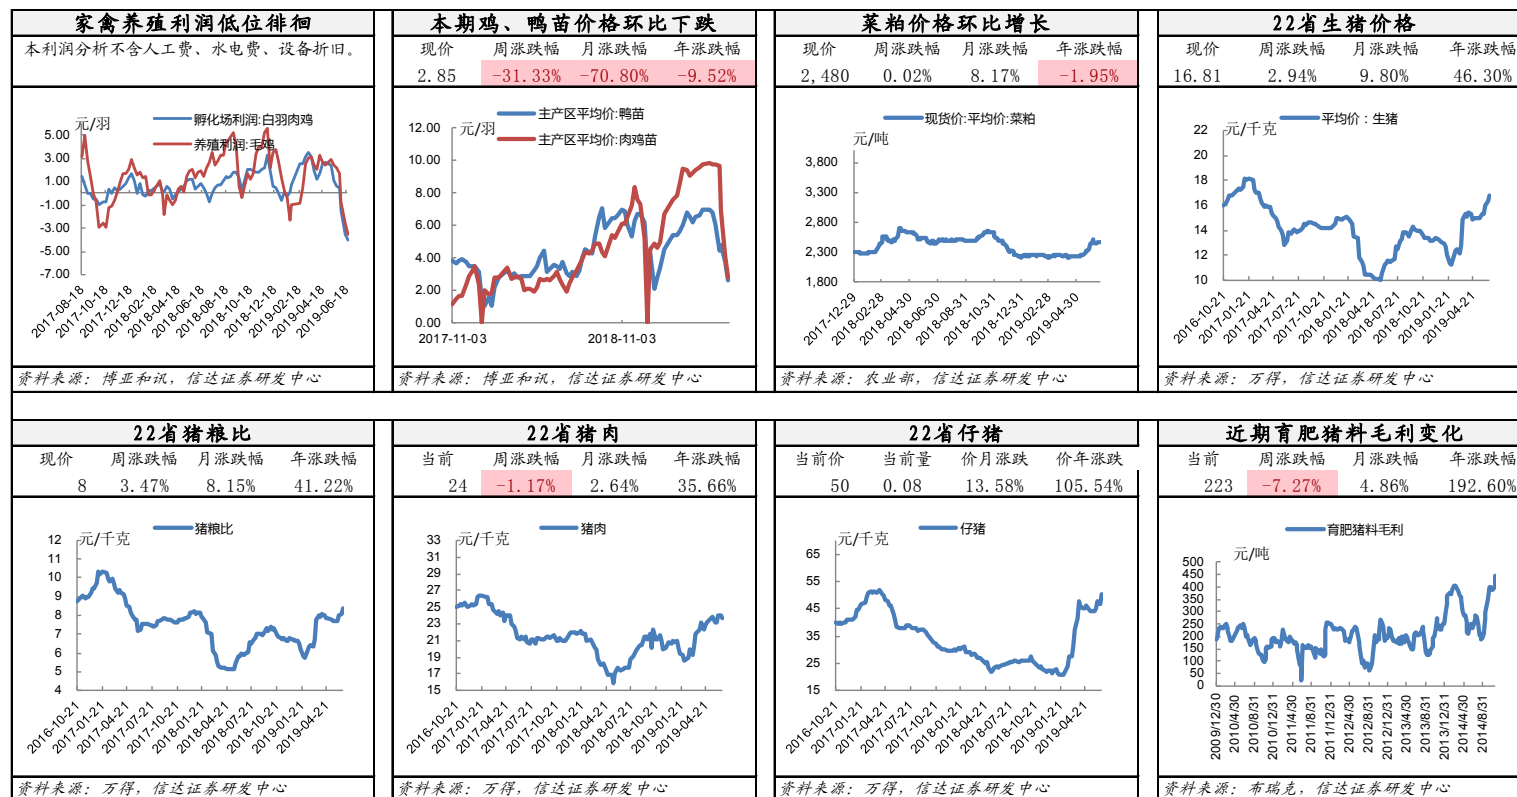 家禽养殖利润低位徘徊
本利润分析不含人工费、水电费、设备折旧。
元/羽
孵化场利润:白羽肉鸡
养殖利润:毛鸡
5.00
3.00
1.00
-1.00
-3.00
-5.00
-7.00
2017-08-18
2017-10-18
2017-12-18
2018-02-18
2018-04-18
2018-06-18
2018-08-18
2018-10-18
2018-12-18
2019-02-18
2019-04-18
2019-06-18
资料来源：博亚和讯，信达证券研发中心
本期鸡、鸭苗价格环比下跌
现价 周涨跌幅 月涨跌幅 年涨跌幅
2.85 -31.33% -70.80% -9.52%
元/羽
主产区平均价:鸭苗
主产区平均价:肉鸡苗
12.00
10.00
8.00
6.00
4.00
2.00
0.00
2017-11-03 2018-11-03
资料来源：博亚和讯，信达证券研发中心
菜粕价格环比增长
现价 周涨跌幅 月涨跌幅 年涨跌幅
2,480 0.02% 8.17% -1.95%
现货价:平均价:菜粕
元/吨
3,800
3,300
2,800
2,300
1,800
2017-12-29
2018-02-28
2018-04-30
2018-06-30
2018-08-31
2018-10-31
2018-12-31
2019-02-28
2019-04-30
资料来源：农业部，信达证券研发中心
22省生猪价格
现价 周涨跌幅 月涨跌幅 年涨跌幅
16.81 2.94% 9.80% 46.30%
元/千克
平均价：生猪
22
20
18
16
14
12
10
2016-10-21
2017-01-21
2017-04-21
2017-07-21
2017-10-21
2018-01-21
2018-04-21
2018-07-21
2018-10-21
2019-01-21
2019-04-21
资料来源：万得，信达证券研发中心
22省猪粮比
现价 周涨跌幅 月涨跌幅 年涨跌幅
8 3.47% 8.15% 41.22%
猪粮比
元/千克
12
11
10
9
8
7
6
5
4
2016-10-21
2017-01-21
2017-04-21
2017-07-21
2017-10-21
2018-01-21
2018-04-21
2018-07-21
2018-10-21
2019-01-21
2019-04-21
资料来源：万得，信达证券研发中心
22省猪肉
当前 周涨跌幅 月涨跌幅 年涨跌幅
24 -1.17% 2.64% 35.66%
猪肉
元/千克
33
31
29
27
25
23
21
19
17
15
2016-10-21
2017-01-21
2017-04-21
2017-07-21
2017-10-21
2018-01-21
2018-04-21
2018-07-21
2018-10-21
2019-01-21
2019-04-21
资料来源：万得，信达证券研发中心
22省仔猪
当前价 当前量 价月涨跌 价年涨跌
50 0.08 13.58% 105.54%
仔猪
元/千克
65
55
45
35
25
15
2016-10-21
2017-01-21
2017-04-21
2017-07-21
2017-10-21
2018-01-21
2018-04-21
2018-07-21
2018-10-21
2019-01-21
2019-04-21
资料来源：万得，信达证券研发中心
近期育肥猪料毛利变化
当前 周涨跌幅 月涨跌幅 年涨跌幅
223 -7.27% 4.86% 192.60%
育肥猪料毛利
元/吨
500
450
400
350
300
250
200
150
100
50
0
2009/12/30
2010/4/30
2010/8/31
2010/12/31
2011/4/30
2011/8/31
2011/12/31
2012/4/30
2012/8/31
2012/12/31
2013/4/30
2013/8/31
2013/12/31
2014/4/30
2014/8/31
资料来源：布瑞克，信达证券研发中心